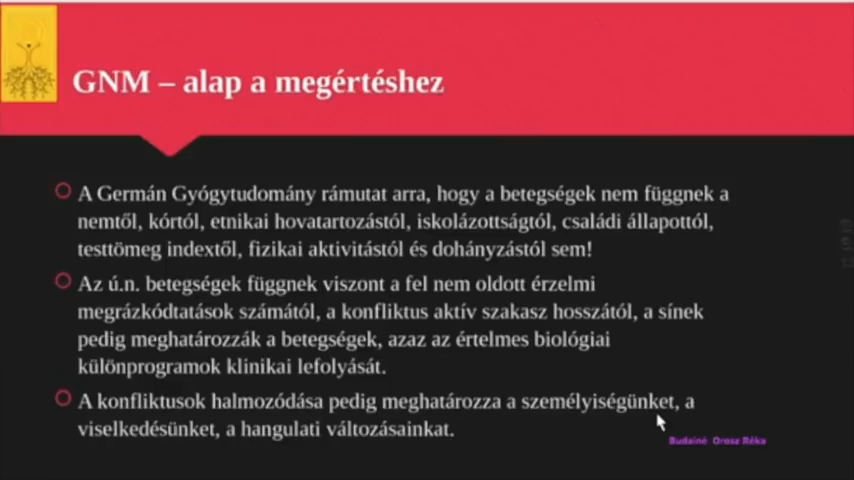 GNM – alap a megértéshez
A Germán Gyógytudomány rámutat arra, hogy a betegségek nem függnek a
nemtől, kórtól, etnikai hovatartozástól, iskolázottságtól, családi állapottól,
testtömeg indextől, fizikai aktivitástól és dohányzástól sem!
Az ú.n. betegségek függnek viszont a fel nem oldott érzelmi
megrázkódtatások számától, a konfliktus aktív szakasz hosszától, a sínek
pedig meghatározzák a betegségek, azaz az értelmes biológiai
különprogramok klinikai lefolyását.
A konfliktusok halmozódása pedig meghatározza a személyiségünket, a
viselkedésünket, a hangulati változásainkat.
Budainé Orosz Réka